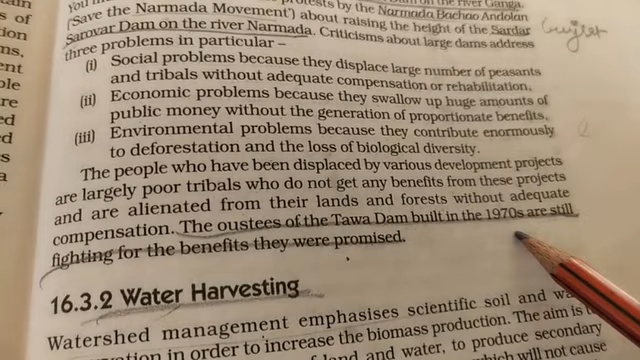 protests by the Narmada Bachao Andolan
('Save the Narmada Movement') about raising the height of the Sardar
Sarovar Dam on the river Narmada. Criticisms about large dams address
three problems in particular –
(i) Social problems because they displace large number of peasants
and tribals without adequate compensation or rehabilitation,
(ii) Economic problems because they swallow up huge amounts of
public money without the generation of proportionate benefits,
(iii) Environmental problems because they contribute enormously
to deforestation and the loss of biological diversity.
The people who have been displaced by various development projects
are largely poor tribals who do not get any benefits from these projects
and are alienated from their lands and forests without adequate
compensation. The oustees of the Tawa Dam built in the 1970s are still
fighting for the benefits they were promised.
16.3.2 Water Harvesting
Watershed management emphasises scientific soil and
in order to increase the biomass production. The aim is
land and water, to produce secondary
which will not cause